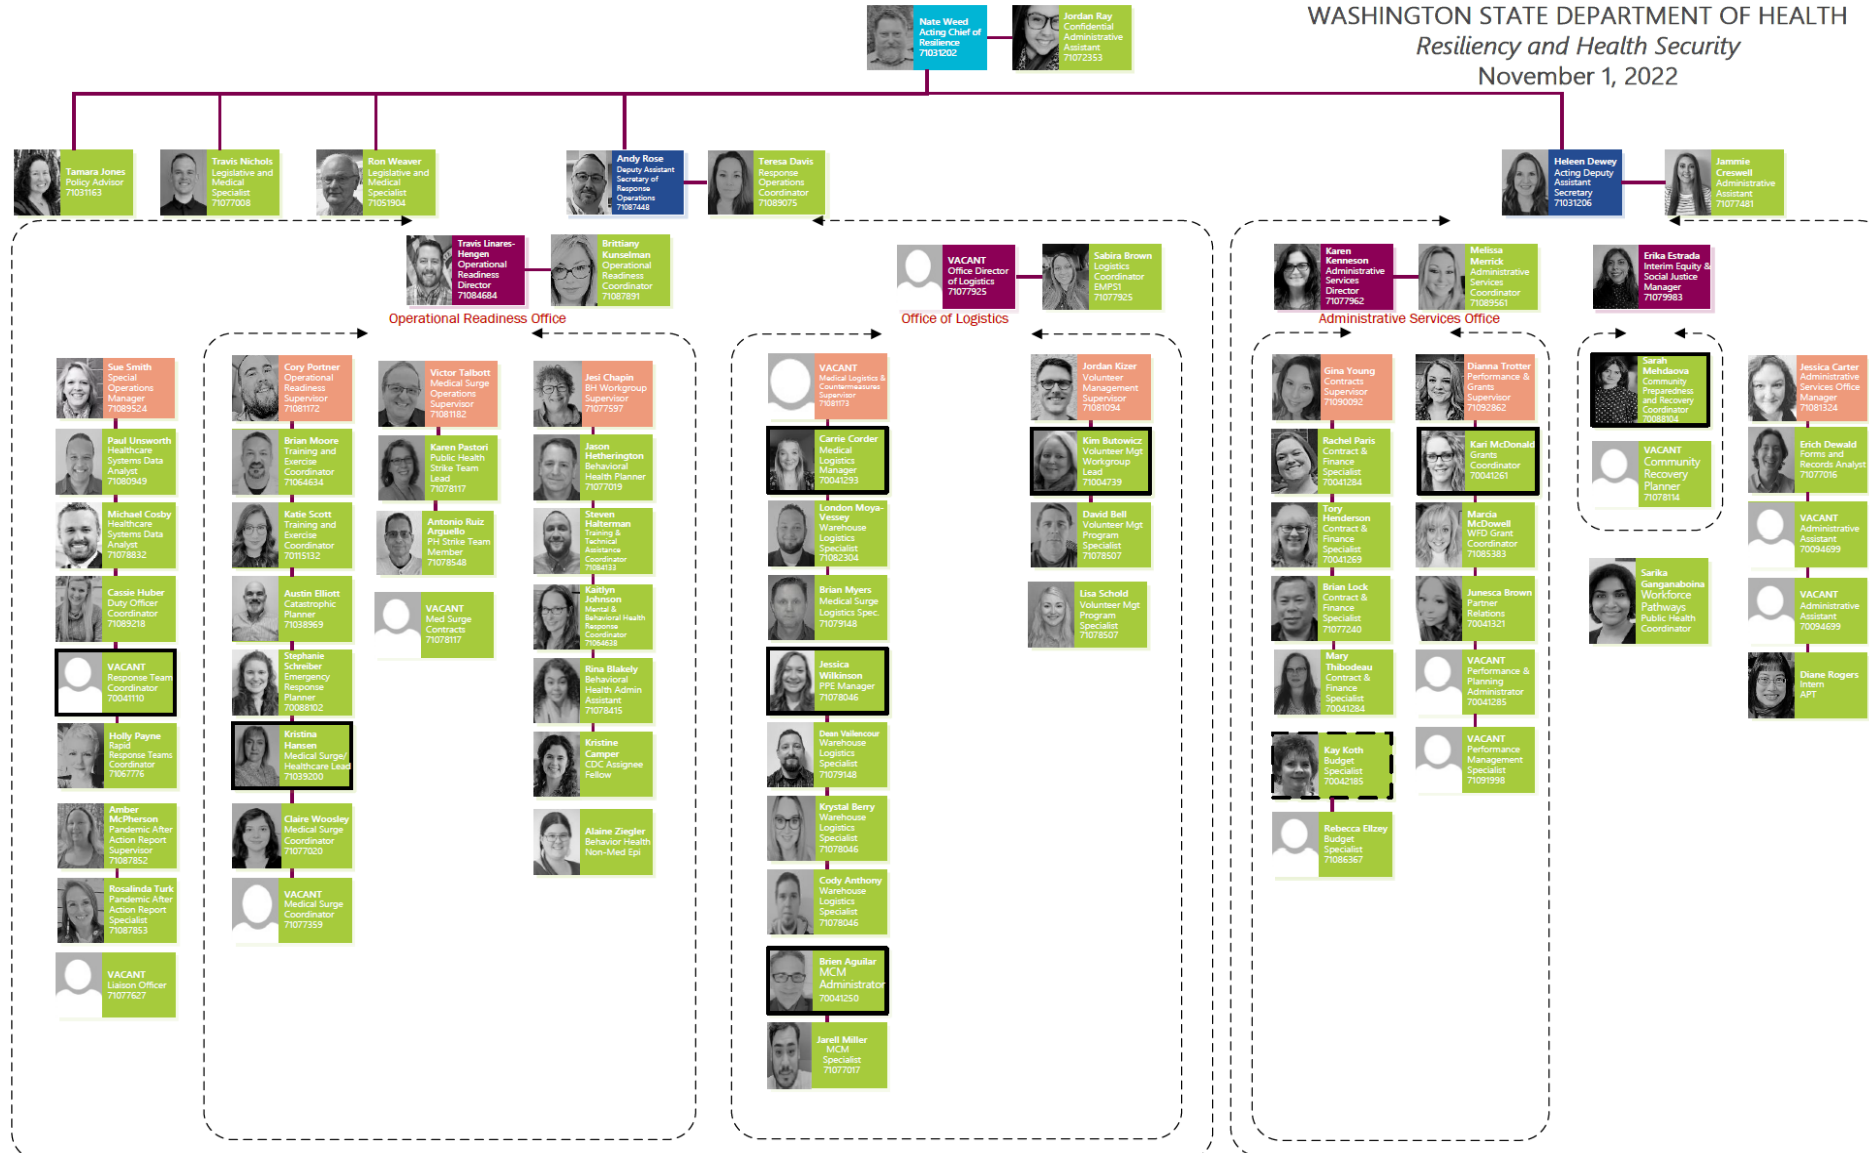 WASHINGTON STATE DEPARTMENT OF HEALTH
Resiliency and Health Security
November 1, 2022
Nate Weed
Acting Chief of
Resilience
71031202
Jordan Ray
Confidential
Administrative
Assistant
71072353
Tamara Jones
Policy Advisor
71031163
Travis Nichols
Legislative and
Medical
Specialist
71077008
Ron Weaver
Legislative and
Medical
Specialist
71051904
Andy Rose
Deputy Assistant
Secretary of
Response
Operations
71087448
Teresa Davis
Response
Operations
Coordinator
71089075
Heleen Dewey
Acting Deputy
Assistant
Secretary
71031206
Jammie
Creswell
Administrative
Assistant
71077481
Travis Linares-
Hengen
Operational
Readiness
Director
71084684
Brittiany
Kunselman
Operational
Readiness
Coordinator
71087891
Operational Readiness Office
VACANT
Office Director
of Logistics
71077925
Sabira Brown
Logistics
Coordinator
EMPS1
71077925
Office of Logistics
Karen
Kenneson
Administrative
Services
Director
71077962
Melissa
Merrick
Administrative
Services
Coordinator
71089561
Administrative Services Office
Erika Estrada
Interim Equity &
Social Justice
Manager
71079983
Sue Smith
Special
Operations
Manager
71089524
Paul Unsworth
Healthcare
Systems Data
Analyst
71080949
Michael Cosby
Healthcare
Systems Data
Analyst
71078832
Cassie Huber
Duty Officer
Coordinator
71089218
VACANT
Response Team
Coordinator
70041110
Holly Payne
Rapid
Response Teams
Coordinator
71067776
Amber
McPherson
Pandemic After
Action Report
Supervisor
71087852
Rosalinda Turk
Pandemic After
Action Report
Specialist
71087853
VACANT
Liaison Officer
71077627
Cory Portner
Operational
Readiness
Supervisor
71081172
Brian Moore
Training and
Exercise
Coordinator
71064634
Katie Scott
Training and
Exercise
Coordinator
70115132
Austin Elliott
Catastrophic
Planner
71038969
Stephanie
Schreiber
Emergency
Response
Planner
70088102
Kristina
Hansen
Medical Surge/
Healthcare Lead
71039200
Claire Woosley
Medical Surge
Coordinator
71077020
VACANT
Medical Surge
Coordinator
71077359
Victor Talbott
Medical Surge
Operations
Supervisor
71081182
Karen Pastori
Public Health
Strike Team
Lead
71078117
Antonio Ruiz
Arguello
PH Strike Team
Member
71078548
VACANT
Med Surge
Contracts
71078117
Jesi Chapin
BH Workgroup
Supervisor
71077597
Jason
Hetherington
Behavioral
Health Planner
71077019
Steven
Halterman
Training &
Technical
Assistance
Coordinator
71084133
Kaitlyn
Johnson
Mental &
Behavioral Health
Response
Coordinator
71064638
Rina Blakely
Behavioral
Health Admin
Assistant
71078415
Kristine
Camper
CDC Assignee
Fellow
Alaine Ziegler
Behavior Health
Non-Med Epi
VACANT
Medical Logistics &
Countermeasures
Supervisor
71081173
Carrie Corder
Medical
Logistics
Manager
70041293
London Moya-
Vessey
Warehouse
Logistics
Specialist
71082304
Brian Myers
Medical Surge
Logistics Spec.
71079148
Jessica
Wilkinson
PPE Manager
71078046
Dean Vailencour
Warehouse
Logistics
Specialist
71079148
Krystal Berry
Warehouse
Logistics
Specialist
71078046
Cody Anthony
Warehouse
Logistics
Specialist
71078046
Brien Aguilar
MCM
Administrator
70041250
Jarell Miller
MCM
Specialist
71077017
Jordan Kizer
Volunteer
Management
Supervisor
71081094
Kim Butowicz
Volunteer Mgt
Workgroup
Lead
71004739
David Bell
Volunteer Mgt
Program
Specialist
71078507
Lisa Schold
Volunteer Mgt
Program
Specialist
71078507
Gina Young
Contracts
Supervisor
71090092
Rachel Paris
Contract &
Finance
Specialist
70041284
Tory
Henderson
Contract &
Finance
Specialist
70041269
Brian Lock
Contract &
Finance
Specialist
71077240
Mary
Thibodeau
Contract &
Finance
Specialist
70041284
Kay Koth
Budget
Specialist
70042185
Rebecca Ellzey
Budget
Specialist
71086367
Dianna Trotter
Performance &
Grants
Supervisor
71092862
Kari McDonald
Grants
Coordinator
70041261
Marcia
McDowell
WFD Grant
Coordinator
71085383
Junesca Brown
Partner
Relations
70041321
VACANT
Performance &
Planning
Administrator
70041285
VACANT
Performance
Management
Specialist
71091998
Sarah
Mehdaova
Community
Preparedness
and Recovery
Coordinator
70088104
VACANT
Community
Recovery
Planner
71078114
Sarika
Ganganaboina
Workforce
Pathways
Public Health
Coordinator
Jessica Carter
Administrative
Services Office
Manager
71081324
Erich Dewald
Forms and
Records Analyst
71077016
VACANT
Administrative
Assistant
70094699
VACANT
Administrative
Assistant
70094699
Diane Rogers
Intern
APT